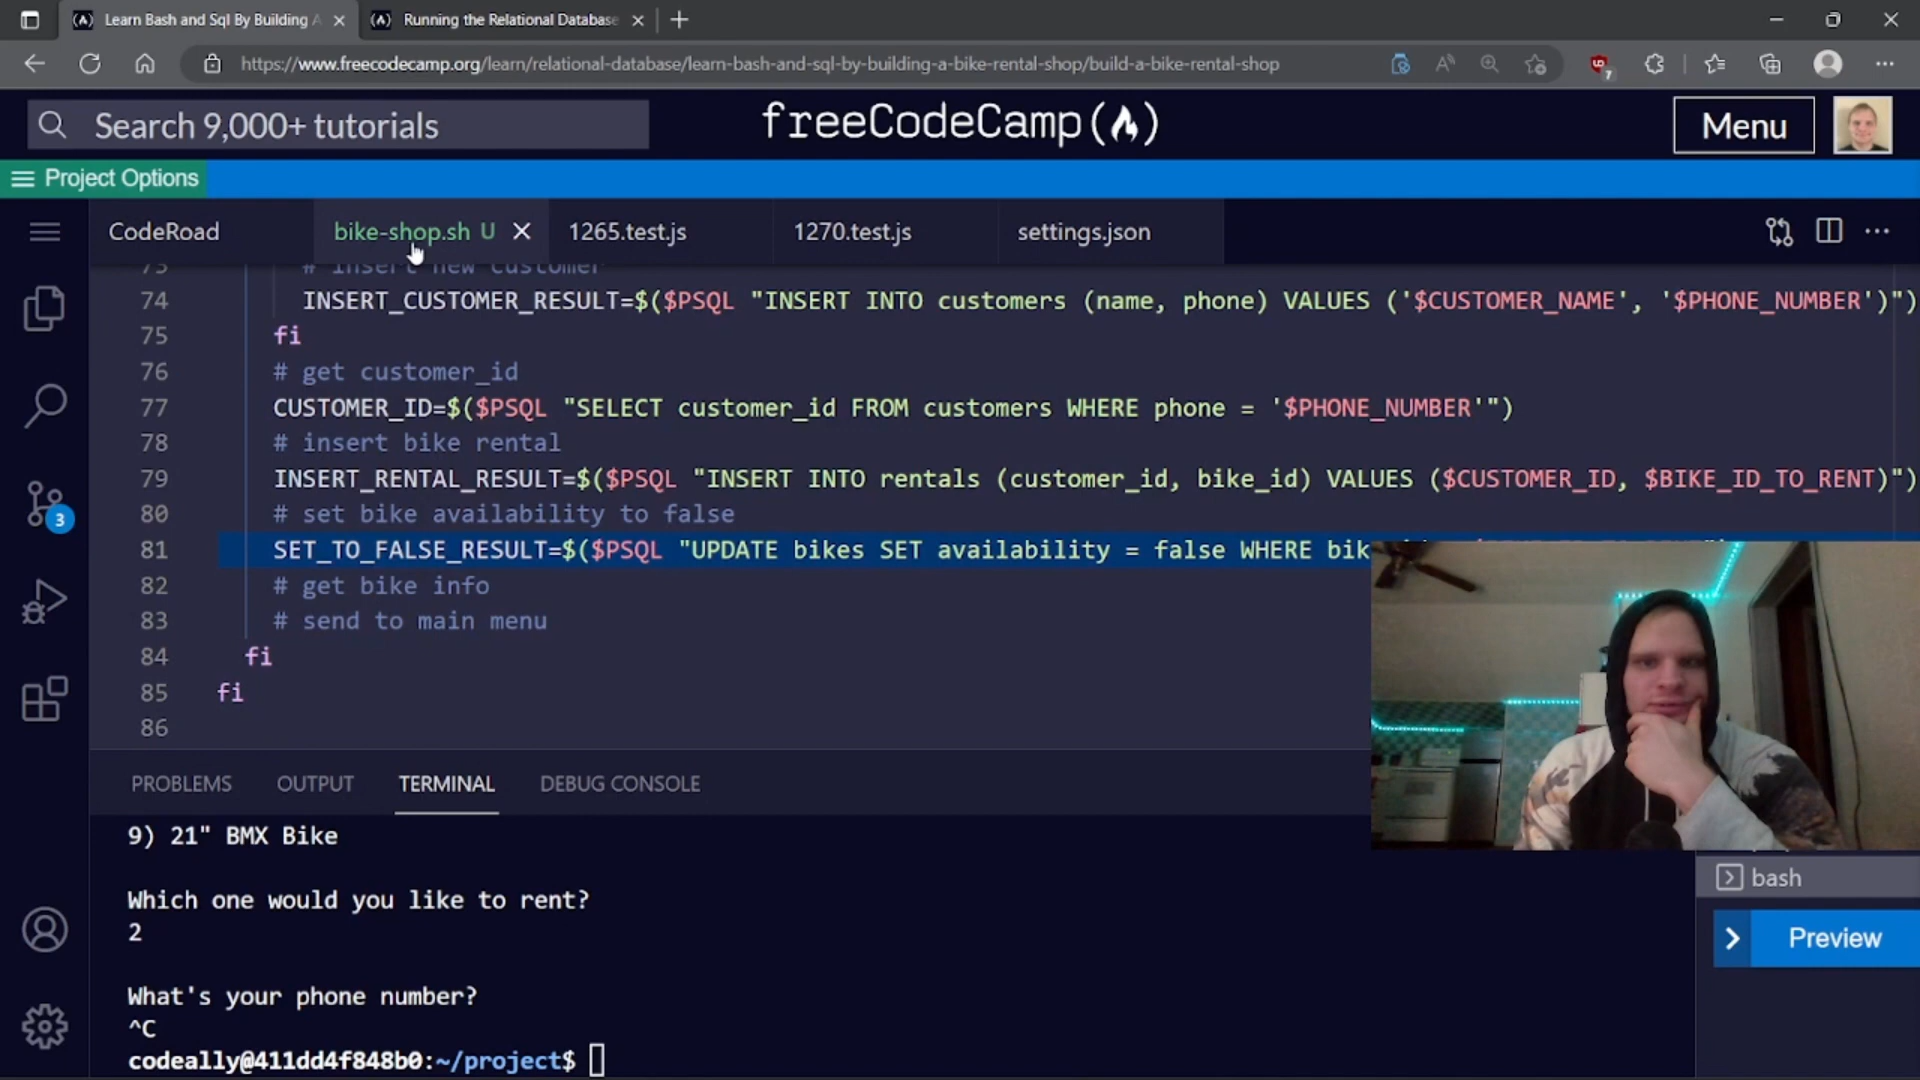 Learn Bash and Sql By Building A
Running the Relational Database
https://www.freecodecamp.org/learn/relational-database/learn-bash-and-sql-by-building-a-bike-rental-shop/build-a-bike-rental-shop
7
Search 9,000+ tutorials
freeCodeCamp
Menu
Project Options
CodeRoad
bike-shop.sh U
1265.test.js
1270.test.js
settings.json
73 # insert new customer
74 INSERT_CUSTOMER_RESULT=$($PSQL "INSERT INTO customers (name, phone) VALUES ('$CUSTOMER_NAME', '$PHONE_NUMBER')")
75 fi
76 # get customer_id
77 CUSTOMER_ID=$($PSQL "SELECT customer_id FROM customers WHERE phone = '$PHONE_NUMBER'")
78 # insert bike rental
79 INSERT_RENTAL_RESULT=$($PSQL "INSERT INTO rentals (customer_id, bike_id) VALUES ($CUSTOMER_ID, $BIKE_ID_TO_RENT)")
80 # set bike availability to false
81 SET_TO_FALSE_RESULT=$($PSQL "UPDATE bikes SET availability = false WHERE bik
82 # get bike info
83 # send to main menu
84 fi
85 fi
86
3
PROBLEMS
OUTPUT
TERMINAL
DEBUG CONSOLE
9) 21" BMX Bike
Which one would you like to rent?
2
What's your phone number?
^C
codeally@411dd4f848b0:~/project$
bash
Preview